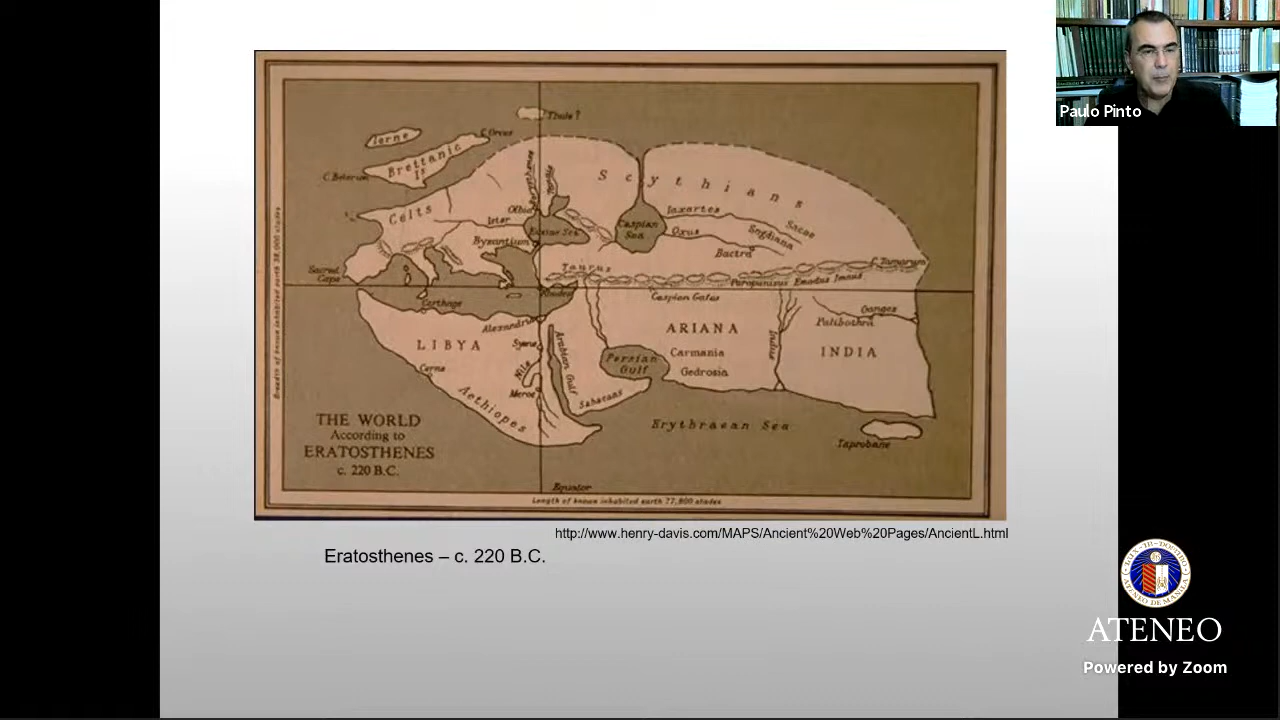 Paulo Pinto
Thule ?
Ierne
C. Orcus
Brettanic
Is
C. Belerium
Borysthenes
Tanais
Scythians
Celts
Olbia
Ister
Euxine Sea
Caspian
Sea
Iaxartes
Sacae
Oxus
Sogdiana
Byzantium
Bactra
Sacred
Cape
Taurus
C. Tamarum
Paropanisus Emodus Imaus
Rhodes
Caspian Gates
Carthage
Ganges
Alexandria
Palibothra
ARIANA
LIBYA
Syene
Arabian Gulf
Indus
INDIA
Persian
Gulf
Carmania
Cerne
Nile
Gedrosia
Meroe
Sabaeans
Aethiopes
THE WORLD
According to
ERATOSTHENES
c. 220 B.C.
Erythraean Sea
Taprobane
Equator
Breadth of known inhabited earth 38,000 stades
Length of known inhabited earth 77,800 stades
http://www.henry-davis.com/MAPS/Ancient%20Web%20Pages/AncientL.html
Eratosthenes – c. 220 B.C.
ATENEO
Powered by Zoom